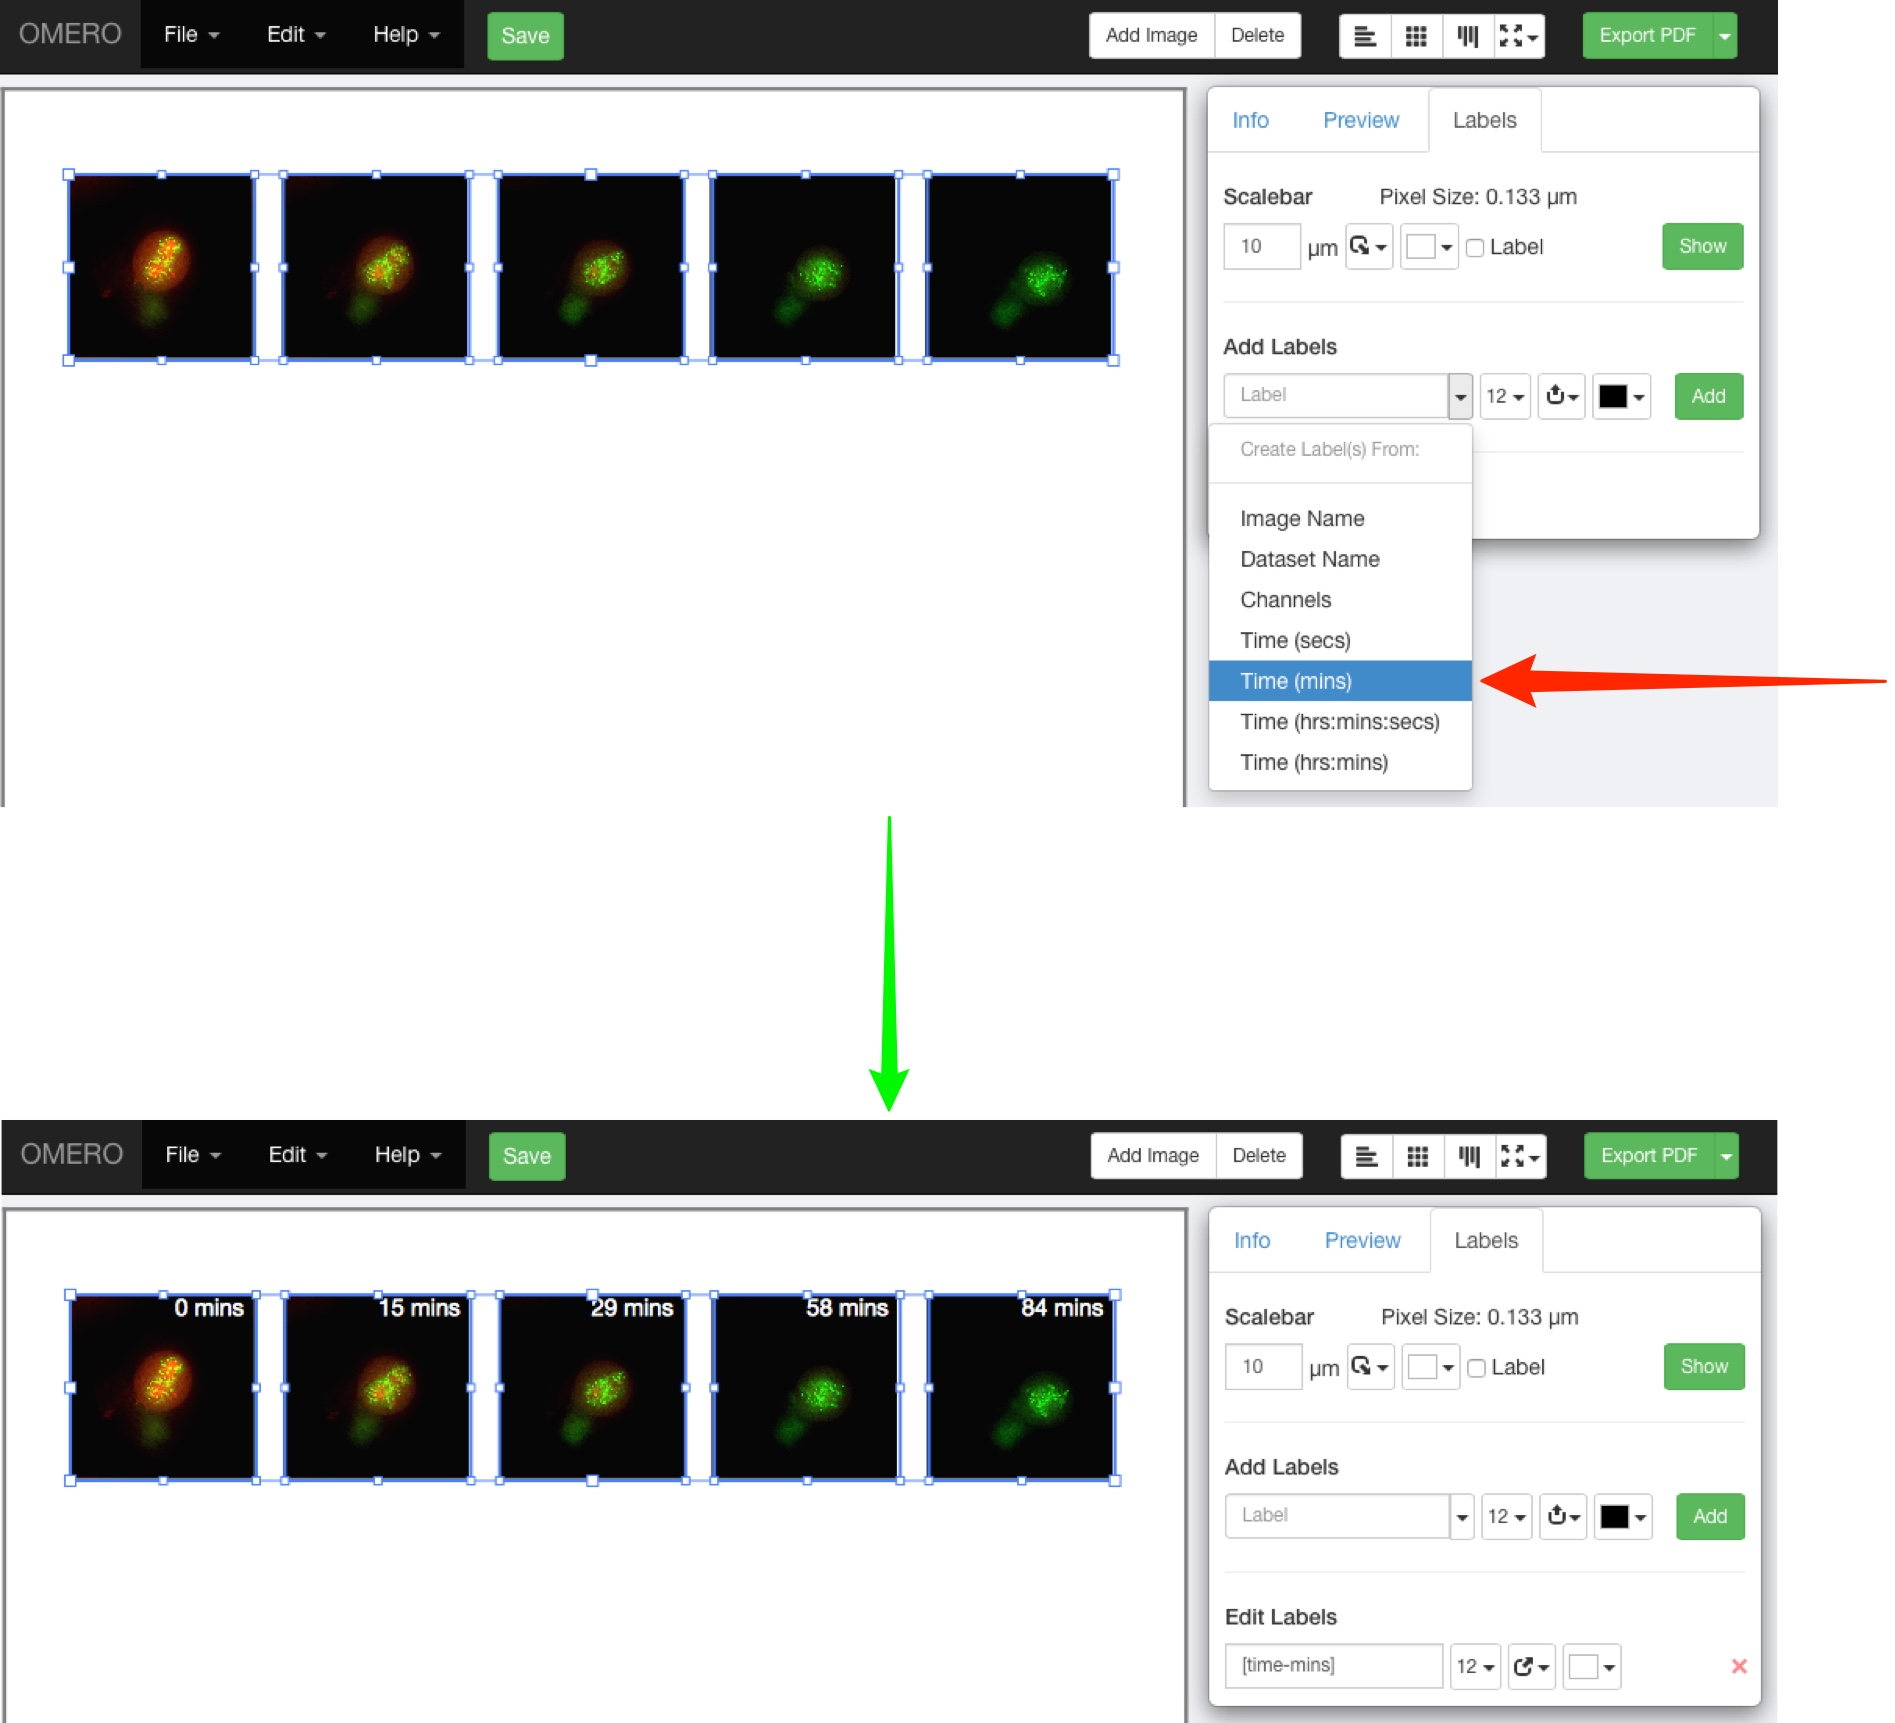 OMERO File Edit Help Save Add Image Delete Export PDF
Info Preview Labels
Scalebar Pixel Size: 0.133 µm
10 µm Label Show
Add Labels
Label 12 Add
Create Label(s) From:
Image Name
Dataset Name
Channels
Time (secs)
Time (mins)
Time (hrs:mins:secs)
Time (hrs:mins)
OMERO File Edit Help Save Add Image Delete Export PDF
0 mins 15 mins 29 mins 58 mins 84 mins
Info Preview Labels
Scalebar Pixel Size: 0.133 µm
10 µm Label Show
Add Labels
Label 12 Add
Edit Labels
[time-mins] 12